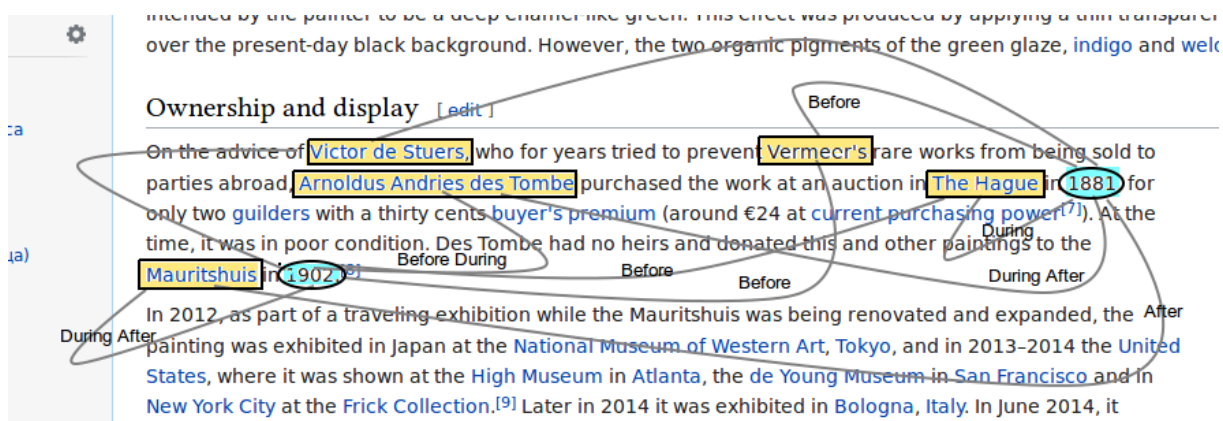 intended by the painter to be a deep enamel-like green. This effect was produced by applying a thin transparen
over the present-day black background. However, the two organic pigments of the green glaze, indigo and weld
Ownership and display [ edit ]
Before
ca
On the advice of Victor de Stuers, who for years tried to prevent Vermeer's rare works from being sold to
parties abroad, Arnoldus Andries des Tombe purchased the work at an auction in The Hague in 1881 for
only two guilders with a thirty cents buyer's premium (around €24 at current purchasing power[7]). At the
During
time, it was in poor condition. Des Tombe had no heirs and donated this and other paintings to the
ца)
Before During
Before
Before
During After
Mauritshuis in 1902.[8]
In 2012, as part of a traveling exhibition while the Mauritshuis was being renovated and expanded, the
After
During After
painting was exhibited in Japan at the National Museum of Western Art, Tokyo, and in 2013–2014 the United
States, where it was shown at the High Museum in Atlanta, the de Young Museum in San Francisco and in
New York City at the Frick Collection.[9] Later in 2014 it was exhibited in Bologna, Italy. In June 2014, it